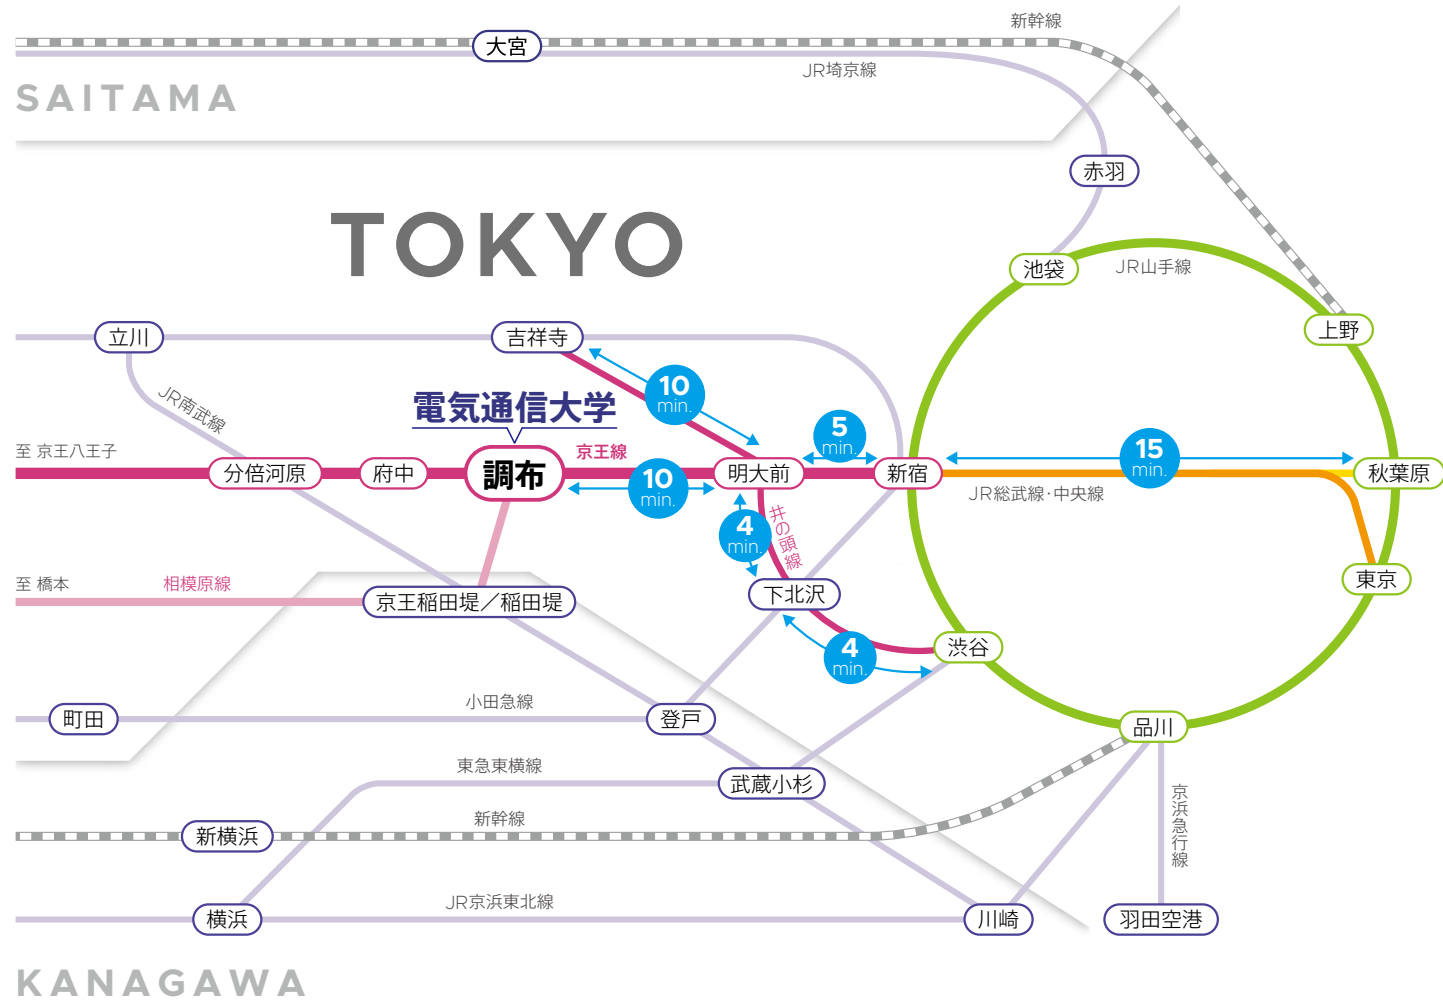 新幹線
大宮
JR埼京線
SAITAMA
赤羽
TOKYO
池袋
JR山手線
上野
立川
吉祥寺
JR南武線
10
min.
電気通信大学
5
min.
15
min.
至 京王八王子
京王線
分倍河原
府中
調布
明大前
新宿
秋葉原
10
min.
JR総武線・中央線
4
min.
井の頭線
至 橋本
相模原線
京王稲田堤／稲田堤
下北沢
東京
4
min.
渋谷
小田急線
町田
登戸
品川
東急東横線
武蔵小杉
京浜急行線
新幹線
新横浜
JR京浜東北線
横浜
川崎
羽田空港
KANAGAWA